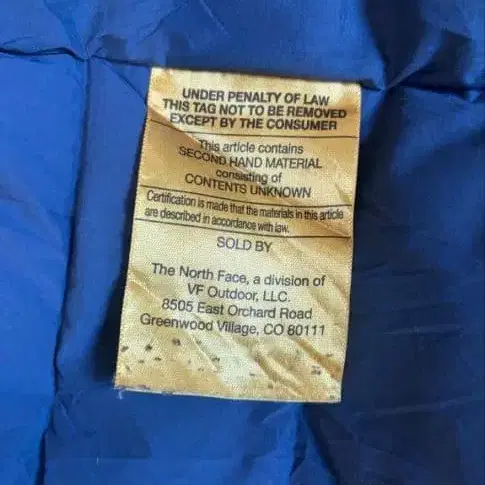 UNDER PENALTY OF LAW
THIS TAG NOT TO BE REMOVED
EXCEPT BY THE CONSUMER
This article contains
SECOND HAND MATERIAL
consisting of
CONTENTS UNKNOWN
Certification is made that the materials in this article
are described in accordance with law.
SOLD BY
The North Face, a division of
VF Outdoor, LLC.
8505 East Orchard Road
Greenwood Village, CO 80111